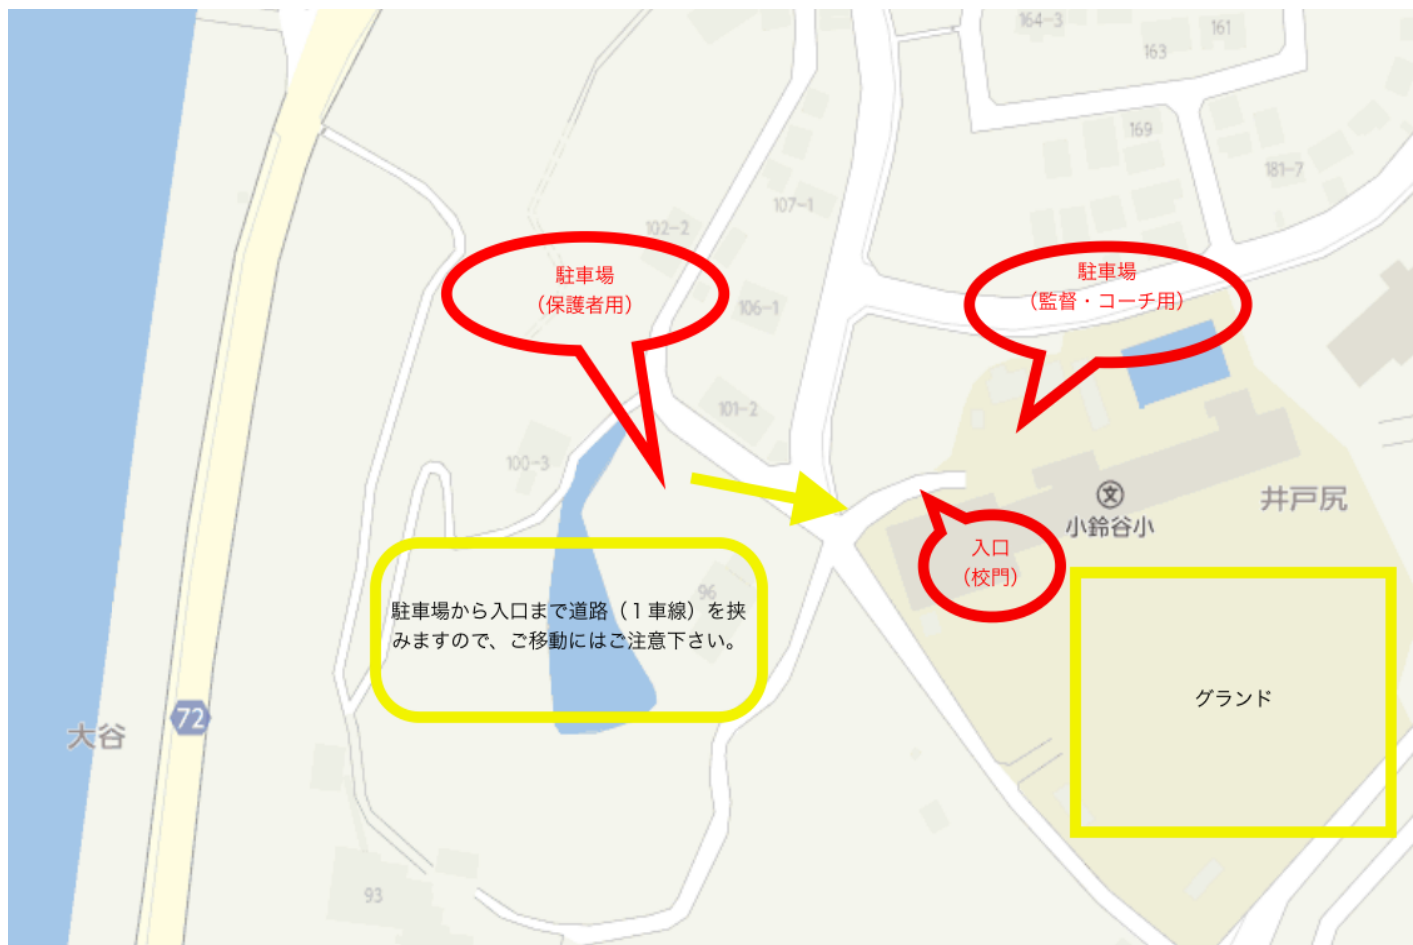 164-3
161
163
169
181-7
107-1
102-2
駐車場
（保護者用）
駐車場
（監督・コーチ用）
106-1
101-2
100-3
文
小鈴谷小
井戸尻
入口
（校門）
96
駐車場から入口まで道路（１車線）を挟
みますので、ご移動にはご注意下さい。
グランド
72
大谷
93